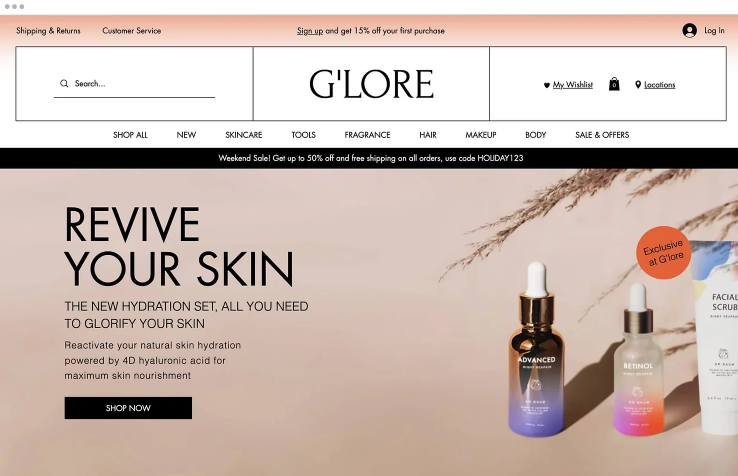 Shipping & Returns
Customer Service
Sign up and get 15% off your first purchase
Log In
Search...
G'LORE
My Wishlist
0
Locations
SHOP ALL
NEW
SKINCARE
TOOLS
FRAGRANCE
HAIR
MAKEUP
BODY
SALE & OFFERS
Weekend Sale! Get up to 50% off and free shipping on all orders, use code HOLIDAY123
REVIVE
YOUR SKIN
THE NEW HYDRATION SET, ALL YOU NEED
TO GLORIFY YOUR SKIN
Reactivate your natural skin hydration
powered by 4D hyaluronic acid for
maximum skin nourishment
SHOP NOW
Exclusive
at G'lore
ADVANCED
NIGHT REAPEIR
RETINOL
FACIAL
SCRUB